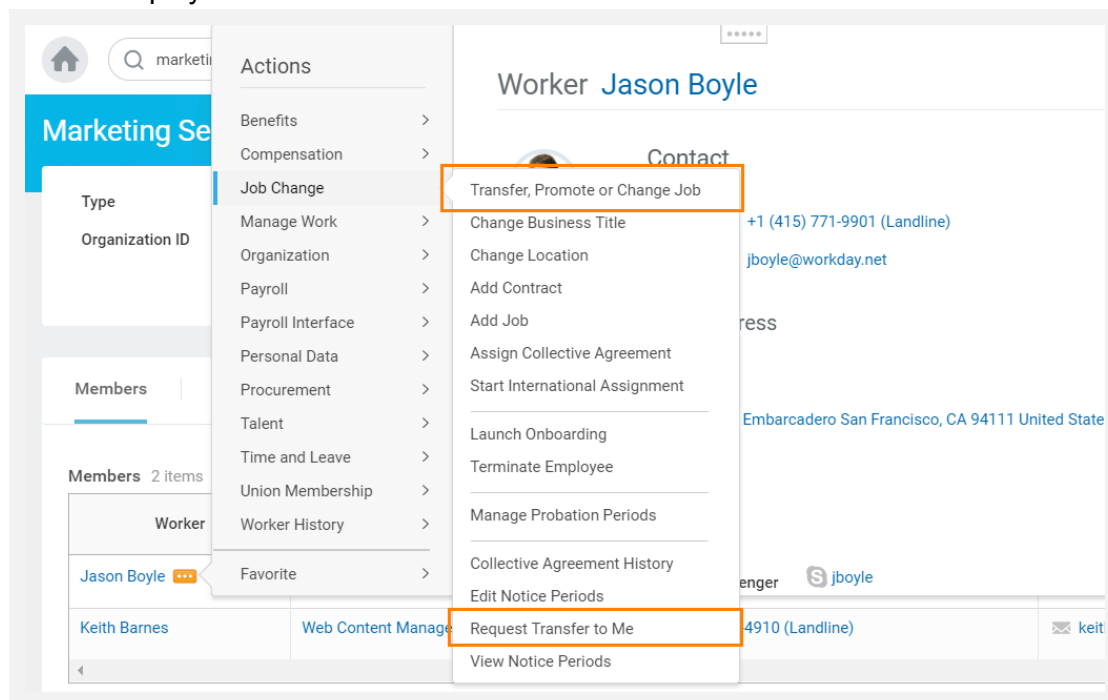 marketi
Marketing Se
Type
Organization ID
Members
Members 2 items
Worker
Jason Boyle
Keith Barnes
Web Content Manage
Actions
Benefits
Compensation
Job Change
Manage Work
Organization
Payroll
Payroll Interface
Personal Data
Procurement
Talent
Time and Leave
Union Membership
Worker History
Favorite
Transfer, Promote or Change Job
Change Business Title
Change Location
Add Contract
Add Job
Assign Collective Agreement
Start International Assignment
Launch Onboarding
Terminate Employee
Manage Probation Periods
Collective Agreement History
Edit Notice Periods
Request Transfer to Me
View Notice Periods
Worker Jason Boyle
Contact
+1 (415) 771-9901 (Landline)
jboyle@workday.net
ress
Embarcadero San Francisco, CA 94111 United State
enger jboyle
-4910 (Landline)
keit